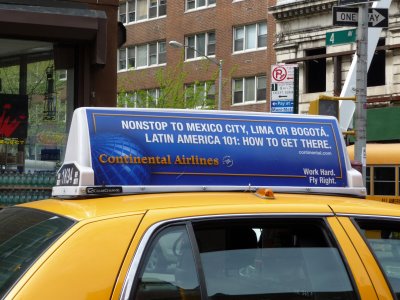 ONE WAY
4
NONSTOP TO MEXICO CITY, LIMA OR BOGOTÁ.
LATIN AMERICA 101: HOW TO GET THERE.
continental.com
Continental Airlines
Work Hard.
Fly Right.